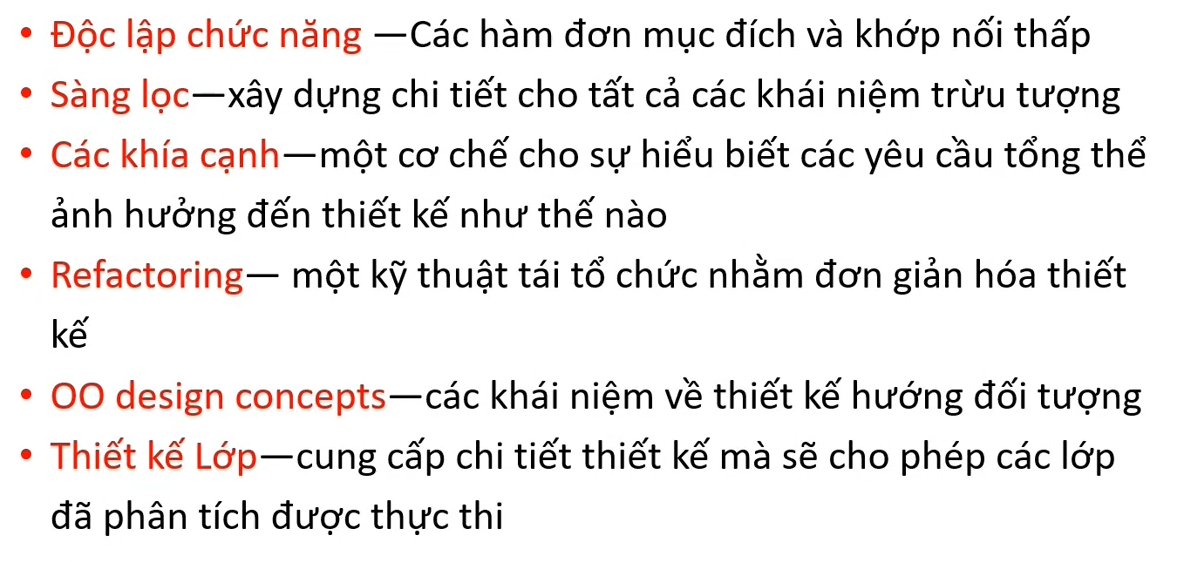 • Độc lập chức năng —Các hàm đơn mục đích và khớp nối thấp
• Sàng lọc—xây dựng chi tiết cho tất cả các khái niệm trừu tượng
• Các khía cạnh—một cơ chế cho sự hiểu biết các yêu cầu tổng thể
ảnh hưởng đến thiết kế như thế nào
• Refactoring— một kỹ thuật tái tổ chức nhằm đơn giản hóa thiết
kế
• OO design concepts—các khái niệm về thiết kế hướng đối tượng
• Thiết kế Lớp—cung cấp chi tiết thiết kế mà sẽ cho phép các lớp
đã phân tích được thực thi